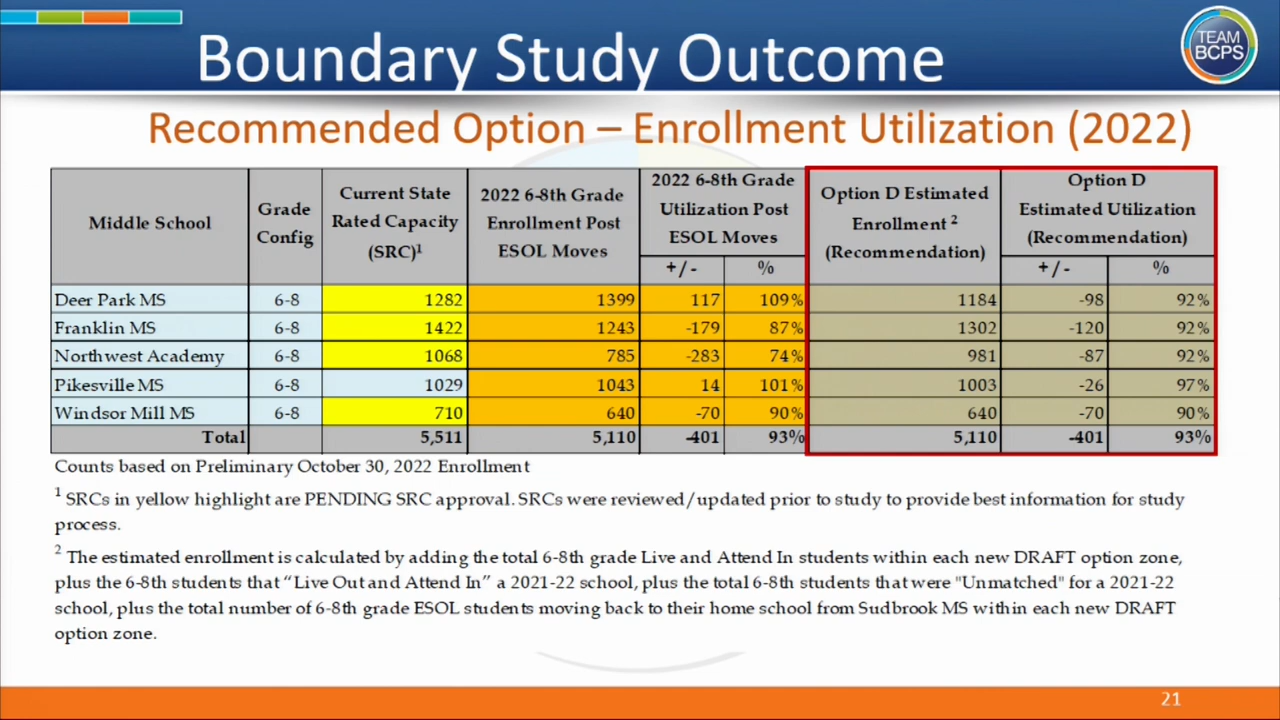 TEAM
BCPS
Boundary Study Outcome
Recommended Option – Enrollment Utilization (2022)
Middle School | Grade Config | Current State Rated Capacity (SRC)¹ | 2022 6-8th Grade Enrollment Post ESOL Moves | 2022 6-8th Grade Utilization Post ESOL Moves | Option D Estimated Enrollment ² (Recommendation) | Option D Estimated Utilization (Recommendation)
+/- | % | +/- | %
Deer Park MS | 6-8 | 1282 | 1399 | 117 | 109% | 1184 | -98 | 92%
Franklin MS | 6-8 | 1422 | 1243 | -179 | 87% | 1302 | -120 | 92%
Northwest Academy | 6-8 | 1068 | 785 | -283 | 74% | 981 | -87 | 92%
Pikesville MS | 6-8 | 1029 | 1043 | 14 | 101% | 1003 | -26 | 97%
Windsor Mill MS | 6-8 | 710 | 640 | -70 | 90% | 640 | -70 | 90%
Total | 5,511 | 5,110 | -401 | 93% | 5,110 | -401 | 93%
Counts based on Preliminary October 30, 2022 Enrollment
¹ SRCs in yellow highlight are PENDING SRC approval. SRCs were reviewed/updated prior to study to provide best information for study
process.
² The estimated enrollment is calculated by adding the total 6-8th grade Live and Attend In students within each new DRAFT option zone,
plus the 6-8th students that “Live Out and Attend In” a 2021-22 school, plus the total 6-8th students that were "Unmatched" for a 2021-22
school, plus the total number of 6-8th grade ESOL students moving back to their home school from Sudbrook MS within each new DRAFT
option zone.
21